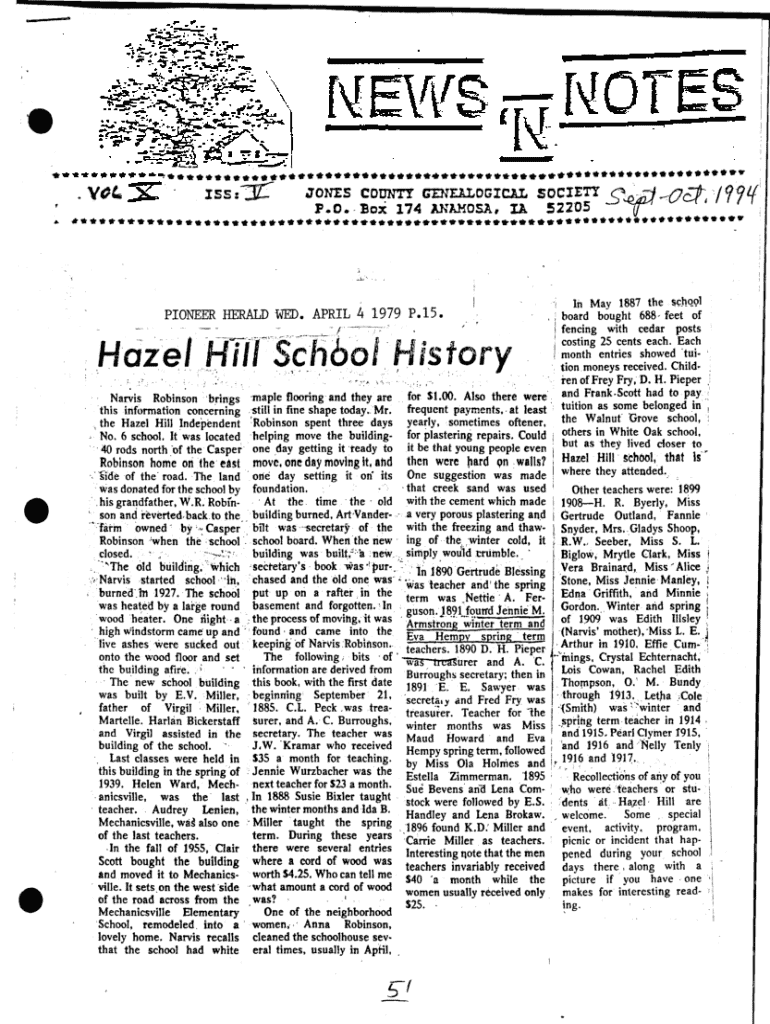 NEWS 'N NOTES
VOL X ISS: V JONES COUNTY GENEALOGICAL SOCIETY Sept-Oct. 1994
P.O. Box 174 ANAMOSA, IA 52205
PIONEER HERALD WED. APRIL 4 1979 P.15.
Hazel Hill School History
Narvis Robinson brings
this information concerning
the Hazel Hill Independent
No. 6 school. It was located
40 rods north of the Casper
Robinson home on the east
side of the road. The land
was donated for the school by
his grandfather, W.R. Robin-
son and reverted back to the
farm owned by Casper
Robinson when the school
closed.
The old building, which
Narvis started school in,
burned in 1927. The school
was heated by a large round
wood heater. One night a
high windstorm came up and
live ashes were sucked out
onto the wood floor and set
the building afire.
The new school building
was built by E.V. Miller,
father of Virgil Miller,
Martelle. Harlan Bickerstaff
and Virgil assisted in the
building of the school.
Last classes were held in
this building in the spring of
1939. Helen Ward, Mech-
anicsville, was the last
teacher. Audrey Lenien,
Mechanicsville, was also one
of the last teachers.
In the fall of 1955, Clair
Scott bought the building
and moved it to Mechanics-
ville. It sets on the west side
of the road across from the
Mechanicsville Elementary
School, remodeled into a
lovely home. Narvis recalls
that the school had white
maple flooring and they are
still in fine shape today. Mr.
Robinson spent three days
helping move the building-
one day getting it ready to
move, one day moving it, and
one day setting it on its
foundation.
At the time the old
building burned, Art Vander-
bilt was secretary of the
school board. When the new
building was built, a new
secretary's book was pur-
chased and the old one was
put up on a rafter in the
basement and forgotten. In
the process of moving, it was
found and came into the
keeping of Narvis Robinson.
The following bits of
information are derived from
this book, with the first date
beginning September 21,
1885. C.L. Peck was trea-
surer, and A. C. Burroughs,
secretary. The teacher was
J.W. Kramar who received
$35 a month for teaching.
Jennie Wurzbacher was the
next teacher for $23 a month.
In 1888 Susie Bixler taught
the winter months and Ida B.
Miller taught the spring
term. During these years
there were several entries
where a cord of wood was
worth $4.25. Who can tell me
what amount a cord of wood
was?
One of the neighborhood
women, Anna Robinson,
cleaned the schoolhouse sev-
eral times, usually in April,
for $1.00. Also there were
frequent payments, at least
yearly, sometimes oftener,
for plastering repairs. Could
it be that young people even
then were hard on walls?
One suggestion was made
that creek sand was used
with the cement which made
a very porous plastering and
with the freezing and thaw-
ing of the winter cold, it
simply would crumble.
In 1890 Gertrude Blessing
was teacher and the spring
term was Nettie A. Fer-
guson. 1891 found Jennie M.
Armstrong winter term and
Eva Hempy spring term
teachers. 1890 D. H. Pieper
was treasurer and A. C.
Burroughs secretary; then in
1891 E. E. Sawyer was
secretary and Fred Fry was
treasurer. Teacher for the
winter months was Miss
Maud Howard and Eva
Hempy spring term, followed
by Miss Ola Holmes and
Estella Zimmerman. 1895
Sue Bevens and Lena Com-
stock were followed by E.S.
Handley and Lena Brokaw.
1896 found K.D. Miller and
Carrie Miller as teachers.
Interesting note that the men
teachers invariably received
$40 a month while the
women usually received only
$25.
In May 1887 the school
board bought 688 feet of
fencing with cedar posts
costing 25 cents each. Each
month entries showed tui-
tion moneys received. Child-
ren of Frey Fry, D. H. Pieper
and Frank Scott had to pay
tuition as some belonged in
the Walnut Grove school,
others in White Oak school,
but as they lived closer to
Hazel Hill school, that is
where they attended.
Other teachers were: 1899
1908—H. R. Byerly, Miss
Gertrude Outland, Fannie
Snyder, Mrs. Gladys Shoop,
R.W. Seeber, Miss S. L.
Biglow, Mrytle Clark, Miss
Vera Brainard, Miss Alice
Stone, Miss Jennie Manley,
Edna Griffith, and Minnie
Gordon. Winter and spring
of 1909 was Edith Illsley
(Narvis' mother), Miss L. E.
Arthur in 1910. Effie Cum-
mings, Crystal Echternacht,
Lois Cowan, Rachel Edith
Thompson, O. M. Bundy
through 1913. Letha Cole
(Smith) was winter and
spring term teacher in 1914
and 1915. Pearl Clymer 1915,
and 1916 and Nelly Tenly
1916 and 1917.
Recollections of any of you
who were teachers or stu-
dents at Hazel Hill are
welcome. Some special
event, activity, program,
picnic or incident that hap-
pened during your school
days there along with a
picture if you have one
makes for interesting read-
ing.
51